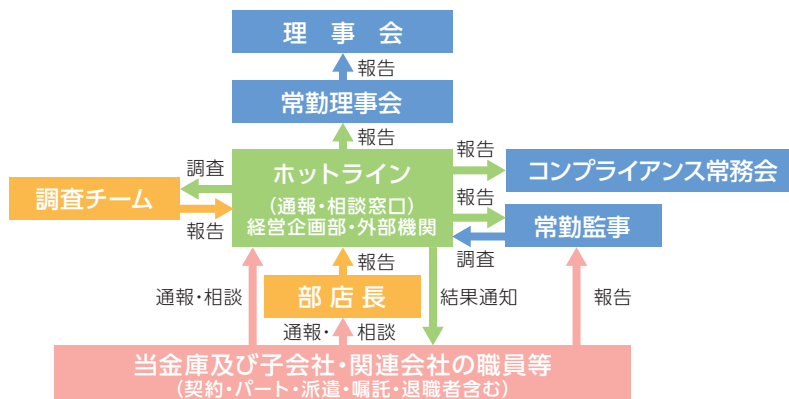 理事会
報告
常勤理事会
報告
ホットライン
(通報・相談窓口)
経営企画部・外部機関
調査
調査チーム
報告
報告
コンプライアンス常務会
報告
常勤監事
調査
報告
部店長
通報・相談
結果通知
報告
通報・相談
当金庫及び子会社・関連会社の職員等
(契約・パート・派遣・嘱託・退職者含む)